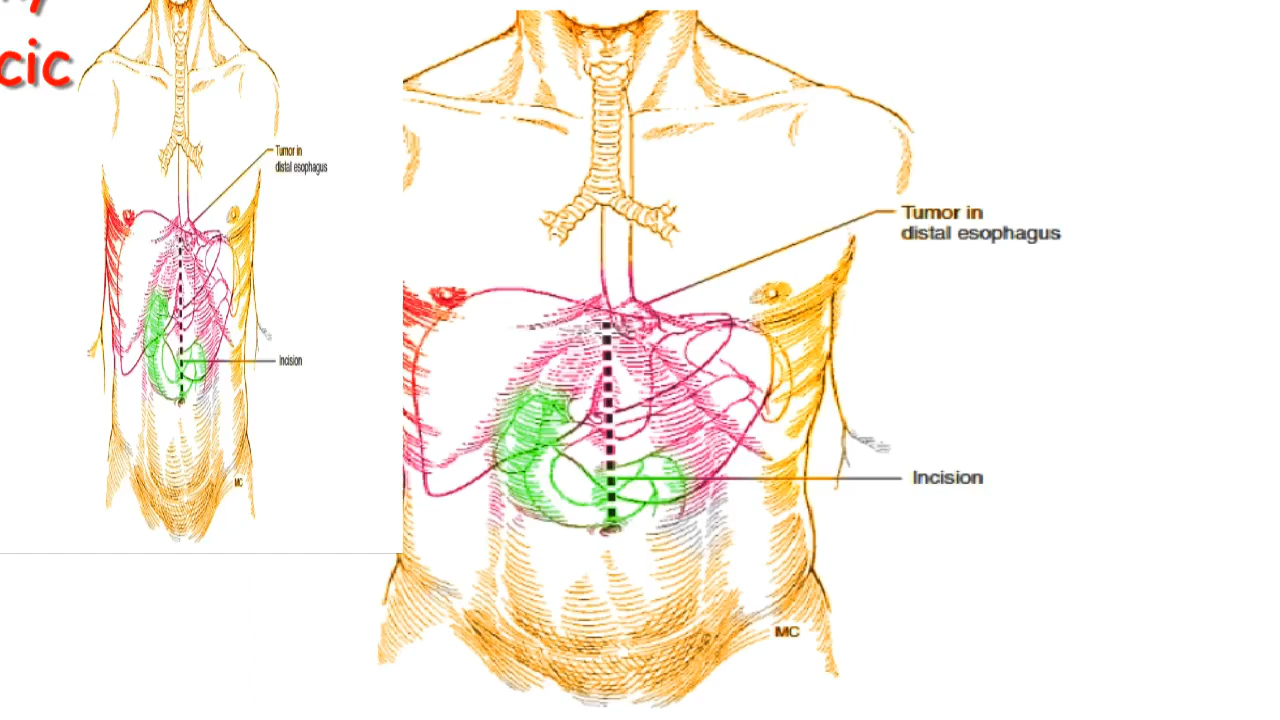 cic
Tumor in
distal esophagus
Incision
MC
Tumor in
distal esophagus
Incision
MC